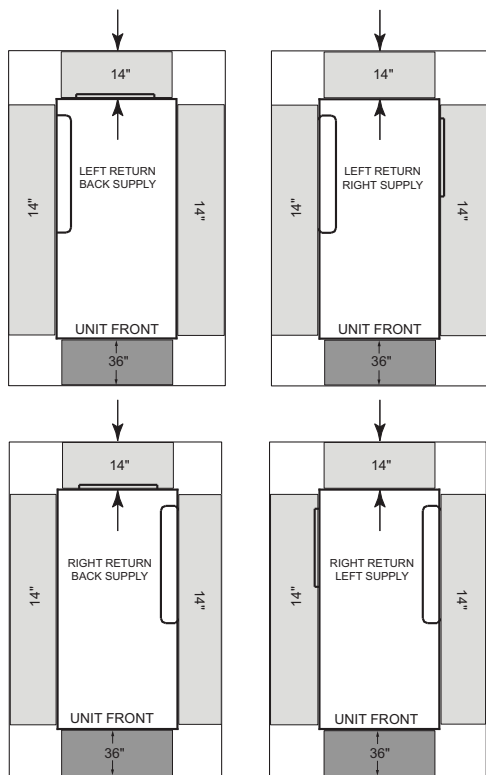 14"
14"
LEFT RETURN
BACK SUPPLY
14"
UNIT FRONT
36"
14"
14"
LEFT RETURN
RIGHT SUPPLY
14"
UNIT FRONT
36"
14"
14"
RIGHT RETURN
BACK SUPPLY
14"
UNIT FRONT
36"
14"
14"
RIGHT RETURN
LEFT SUPPLY
14"
UNIT FRONT
36"